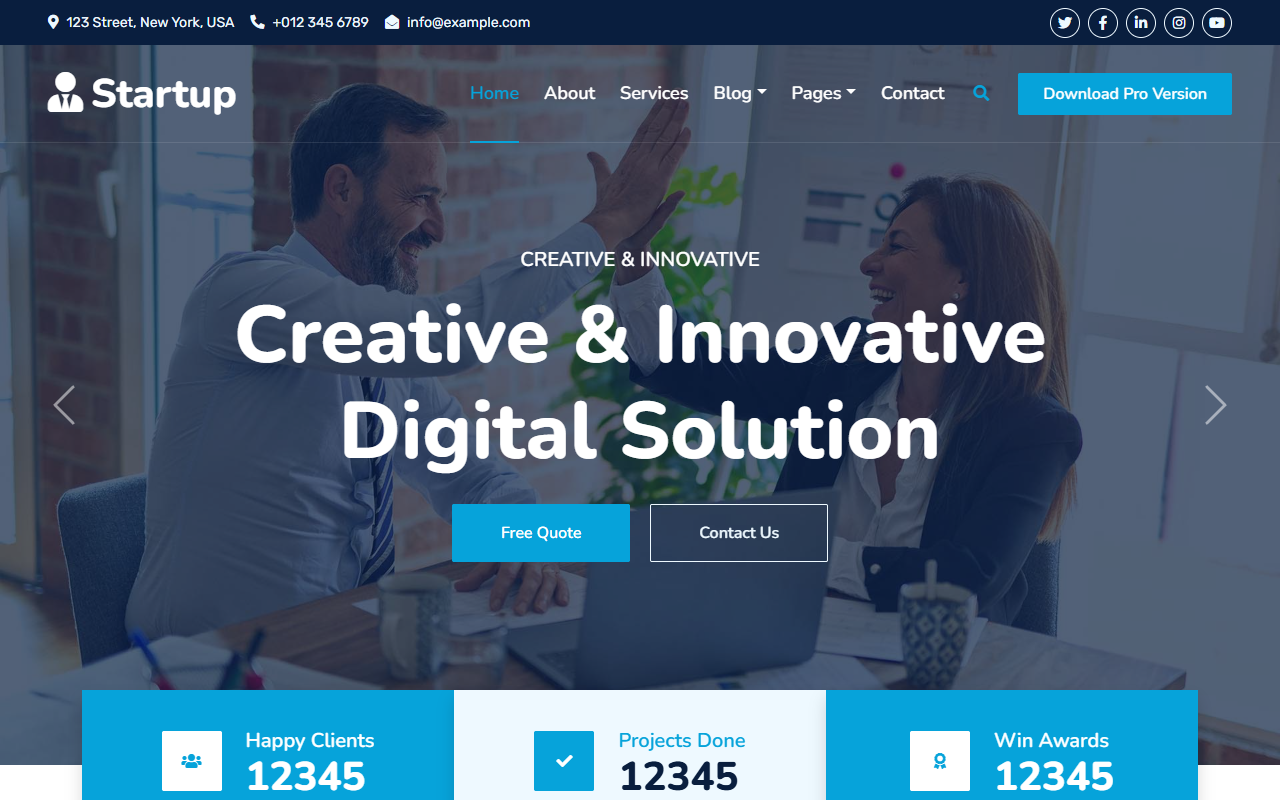 123 Street, New York, USA +012 345 6789 info@example.com
Startup Home About Services Blog Pages Contact Download Pro Version
CREATIVE & INNOVATIVE
Creative & Innovative
Digital Solution
Free Quote Contact Us
Happy Clients Projects Done Win Awards
12345 12345 12345